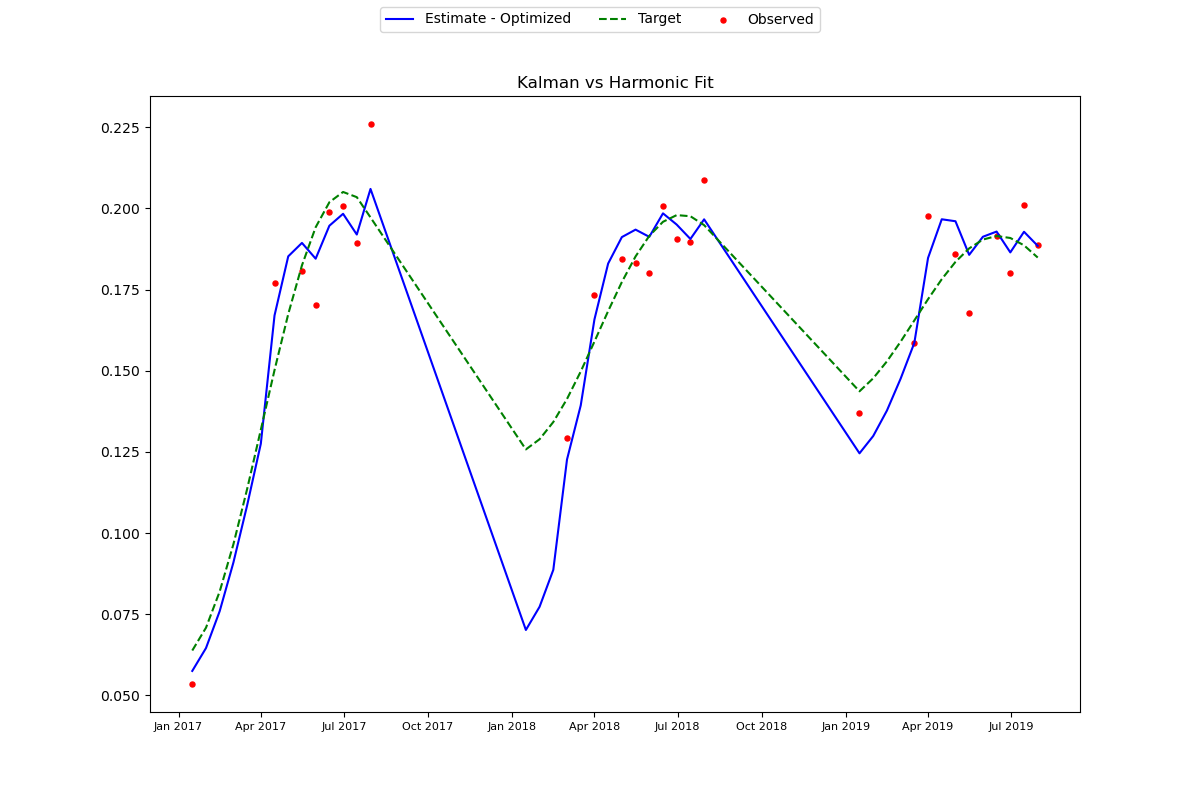 Estimate - Optimized Target Observed
Kalman vs Harmonic Fit
0.225
0.200
0.175
0.150
0.125
0.100
0.075
0.050
Jan 2017 Apr 2017 Jul 2017 Oct 2017 Jan 2018 Apr 2018 Jul 2018 Oct 2018 Jan 2019 Apr 2019 Jul 2019